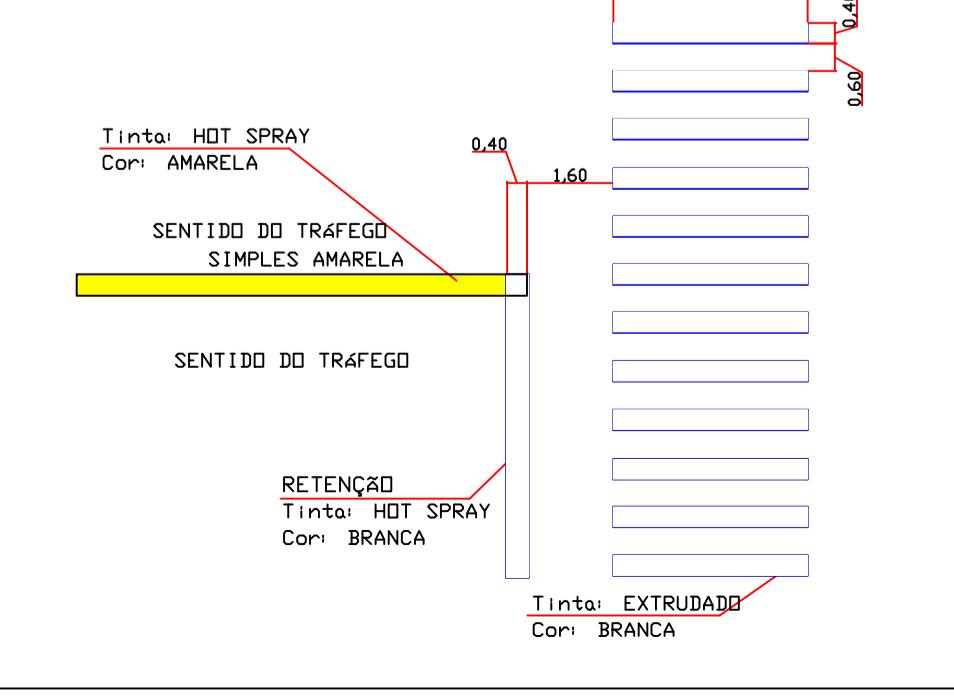 0,4
0,60
Tinta: HOT SPRAY
Cor: AMARELA
0,40
1,60
SENTIDO DO TRÁFEGO
SIMPLES AMARELA
SENTIDO DO TRÁFEGO
RETENÇÃO
Tinta: HOT SPRAY
Cor: BRANCA
Tinta: EXTRUDADO
Cor: BRANCA